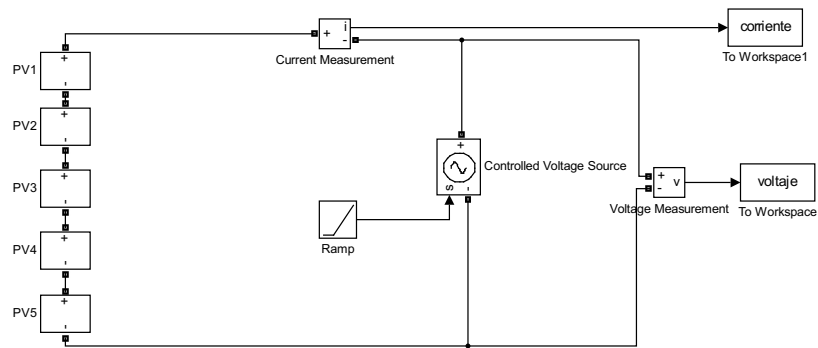 corriente
To Workspace1
+
i
-
Current Measurement
PV1
+
-
PV2
+
-
PV3
+
-
PV4
+
-
PV5
+
-
+
s
-
Controlled Voltage Source
Ramp
+
-
v
Voltage Measurement
voltaje
To Workspace